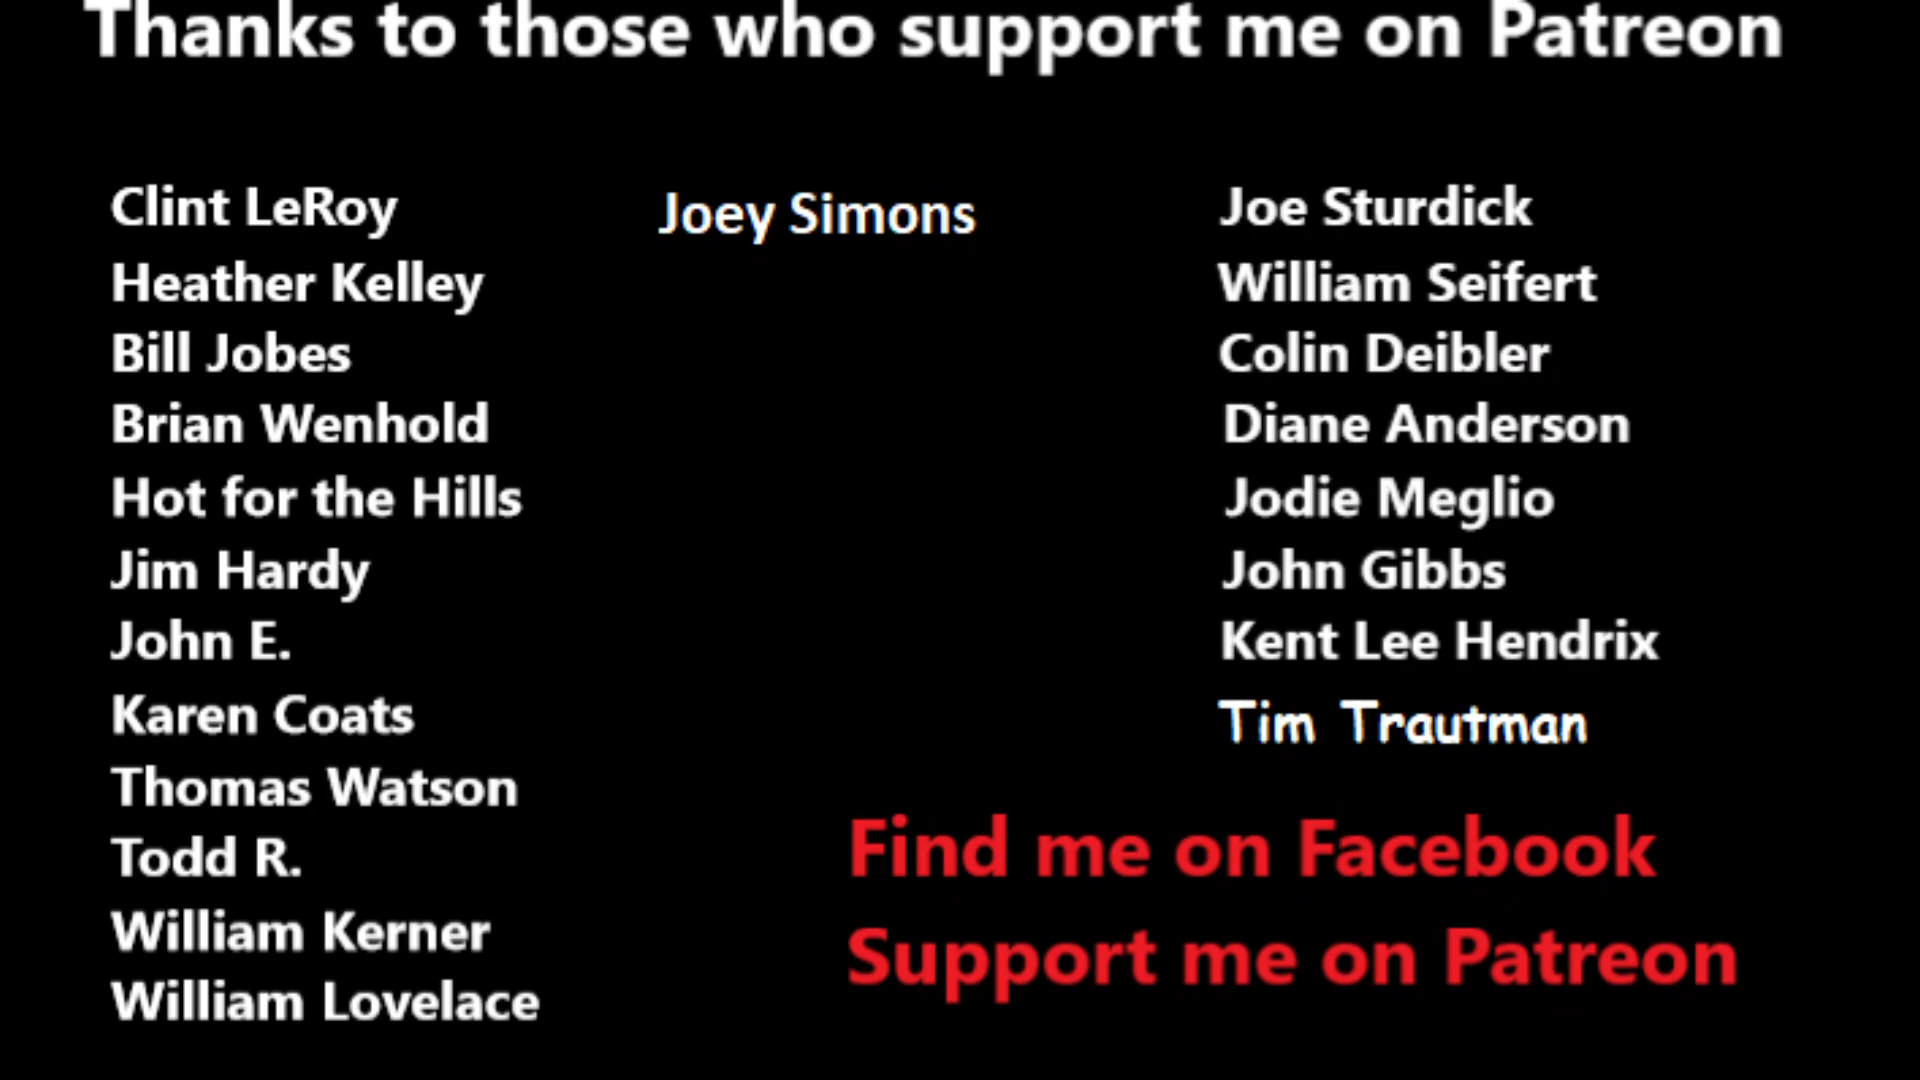 Thanks to those who support me on Patreon
Clint LeRoy
Heather Kelley
Bill Jobes
Brian Wenhold
Hot for the Hills
Jim Hardy
John E.
Karen Coats
Thomas Watson
Todd R.
William Kerner
William Lovelace
Joey Simons
Joe Sturdick
William Seifert
Colin Deibler
Diane Anderson
Jodie Meglio
John Gibbs
Kent Lee Hendrix
Tim Trautman
Find me on Facebook
Support me on Patreon